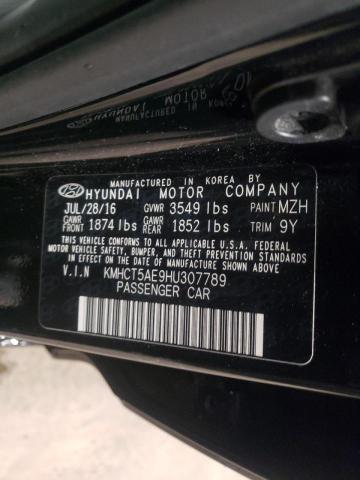 MANUFACTURED IN KOREA BY
HYUNDAI MOTOR COMPANY
JUL/28/16 GVWR 3549 lbs PAINT MZH
GAWR FRONT 1874 lbs GAWR REAR 1852 lbs TRIM 9Y
THIS VEHICLE CONFORMS TO ALL APPLICABLE U.S.A. FEDERAL
MOTOR VEHICLE SAFETY, BUMPER, AND THEFT PREVENTION
STANDARDS IN EFFECT ON THE DATE OF MANUFACTURE
SHOWN ABOVE.
V.I.N KMHCT5AE9HU307789
PASSENGER CAR